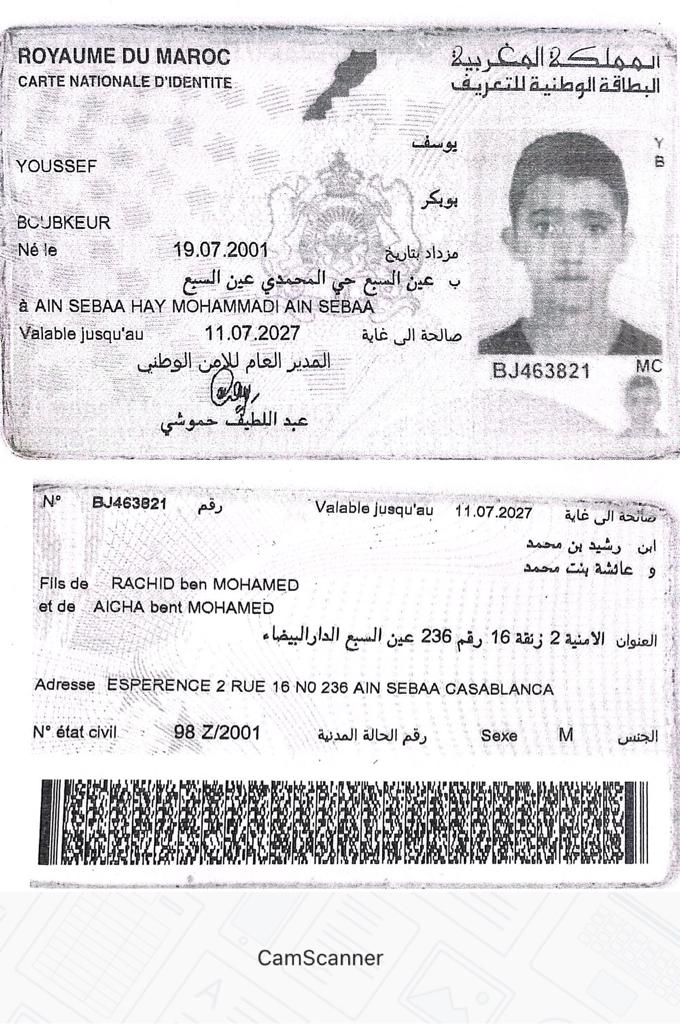 ROYAUME DU MAROC المملكة المغربية
CARTE NATIONALE D'IDENTITE البطاقة الوطنية للتعريف
يوسف
YOUSSEF
بوبكر
BOUBKEUR
Né le 19.07.2001 مزداد بتاريخ
ب عين السبع حي المحمدي عين السبع
à AIN SEBAA HAY MOHAMMADI AIN SEBAA
Valable jusqu'au 11.07.2027 صالحة الى غاية
المدير العام للامن الوطني
عبد اللطيف حموشي
Y
B
BJ463821 MC
N° BJ463821 رقم Valable jusqu'au 11.07.2027 صالحة الى غاية
ابن رشيد بن محمد
و عائشة بنت محمد
Fils de RACHID ben MOHAMED
et de AICHA bent MOHAMED
العنوان الامنية 2 زنقة 16 رقم 236 عين السبع الدارالبيضاء
Adresse ESPERENCE 2 RUE 16 N0 236 AIN SEBAA CASABLANCA
N° état civil 98 Z/2001 رقم الحالة المدنية Sexe M الجنس
CamScanner